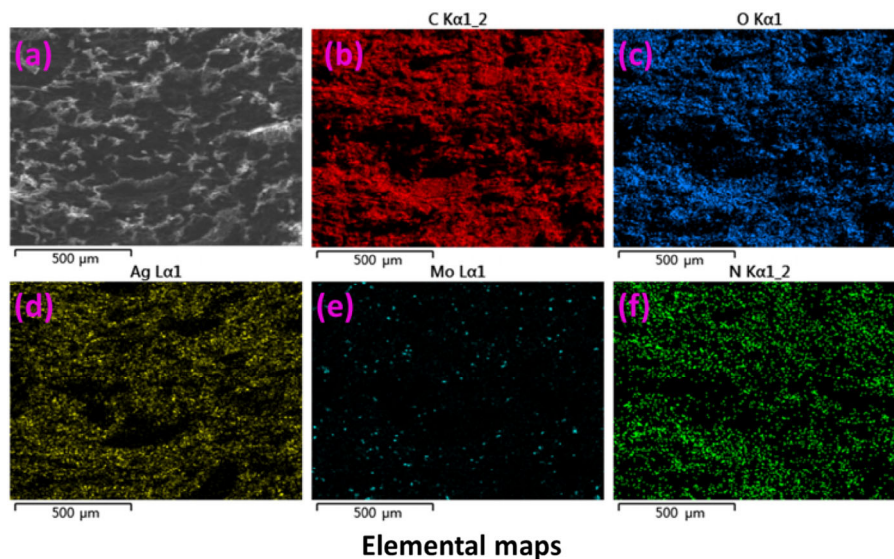 C Kα1_2
O Kα1
(a)
(b)
(c)
500 µm
500 µm
500 µm
Ag Lα1
Mo Lα1
N Kα1_2
(d)
(e)
(f)
500 µm
500 µm
500 µm
Elemental maps